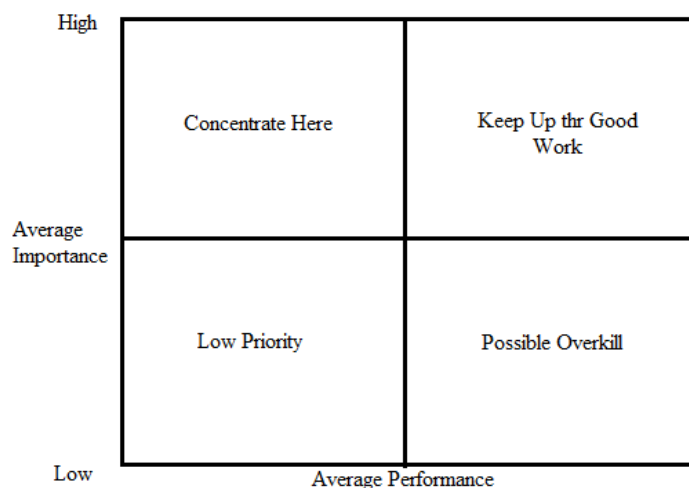 High
Concentrate Here
Keep Up thr Good
Work
Average
Importance
Low Priority
Possible Overkill
Low
Average Performance